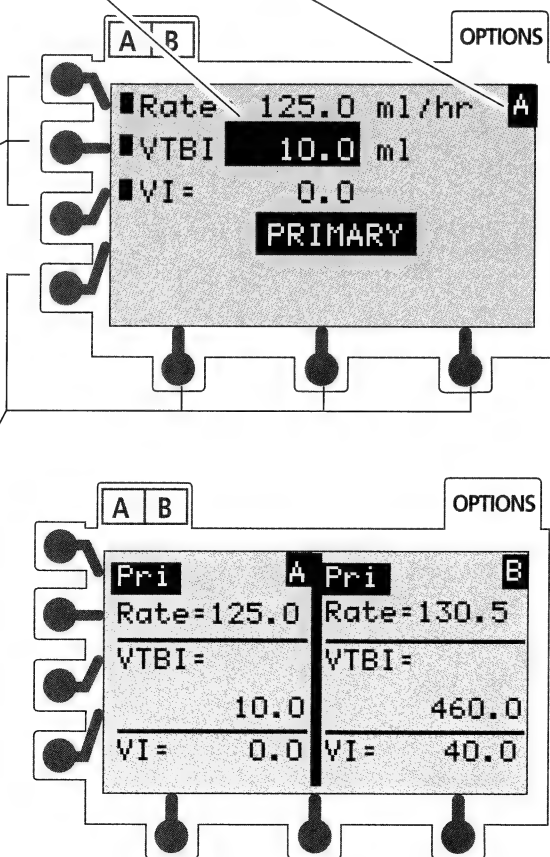 A B
OPTIONS
Rate 125.0 ml/hr A
VTBI 10.0 ml
VI= 0.0
PRIMARY
A B
OPTIONS
Pri A Pri B
Rate=125.0 Rate=130.5
VTBI= VTBI=
10.0 460.0
VI= 0.0 VI= 40.0